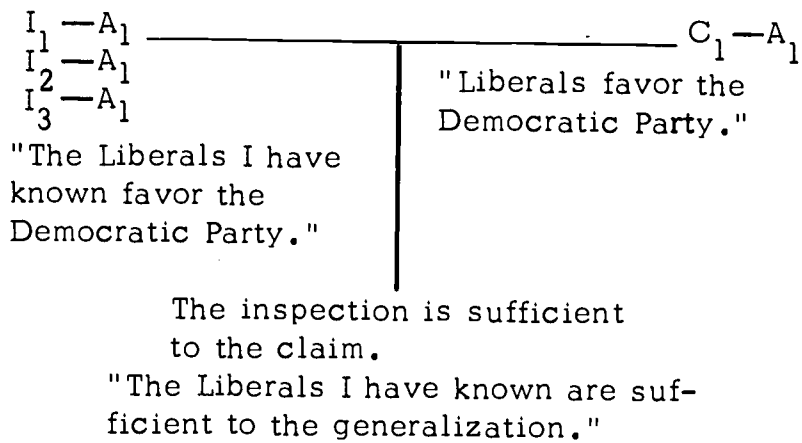 I₁—A₁
I₂—A₁
I₃—A₁
"The Liberals I have
known favor the
Democratic Party."
C₁—A₁
"Liberals favor the
Democratic Party."
The inspection is sufficient
to the claim.
"The Liberals I have known are suf-
ficient to the generalization."